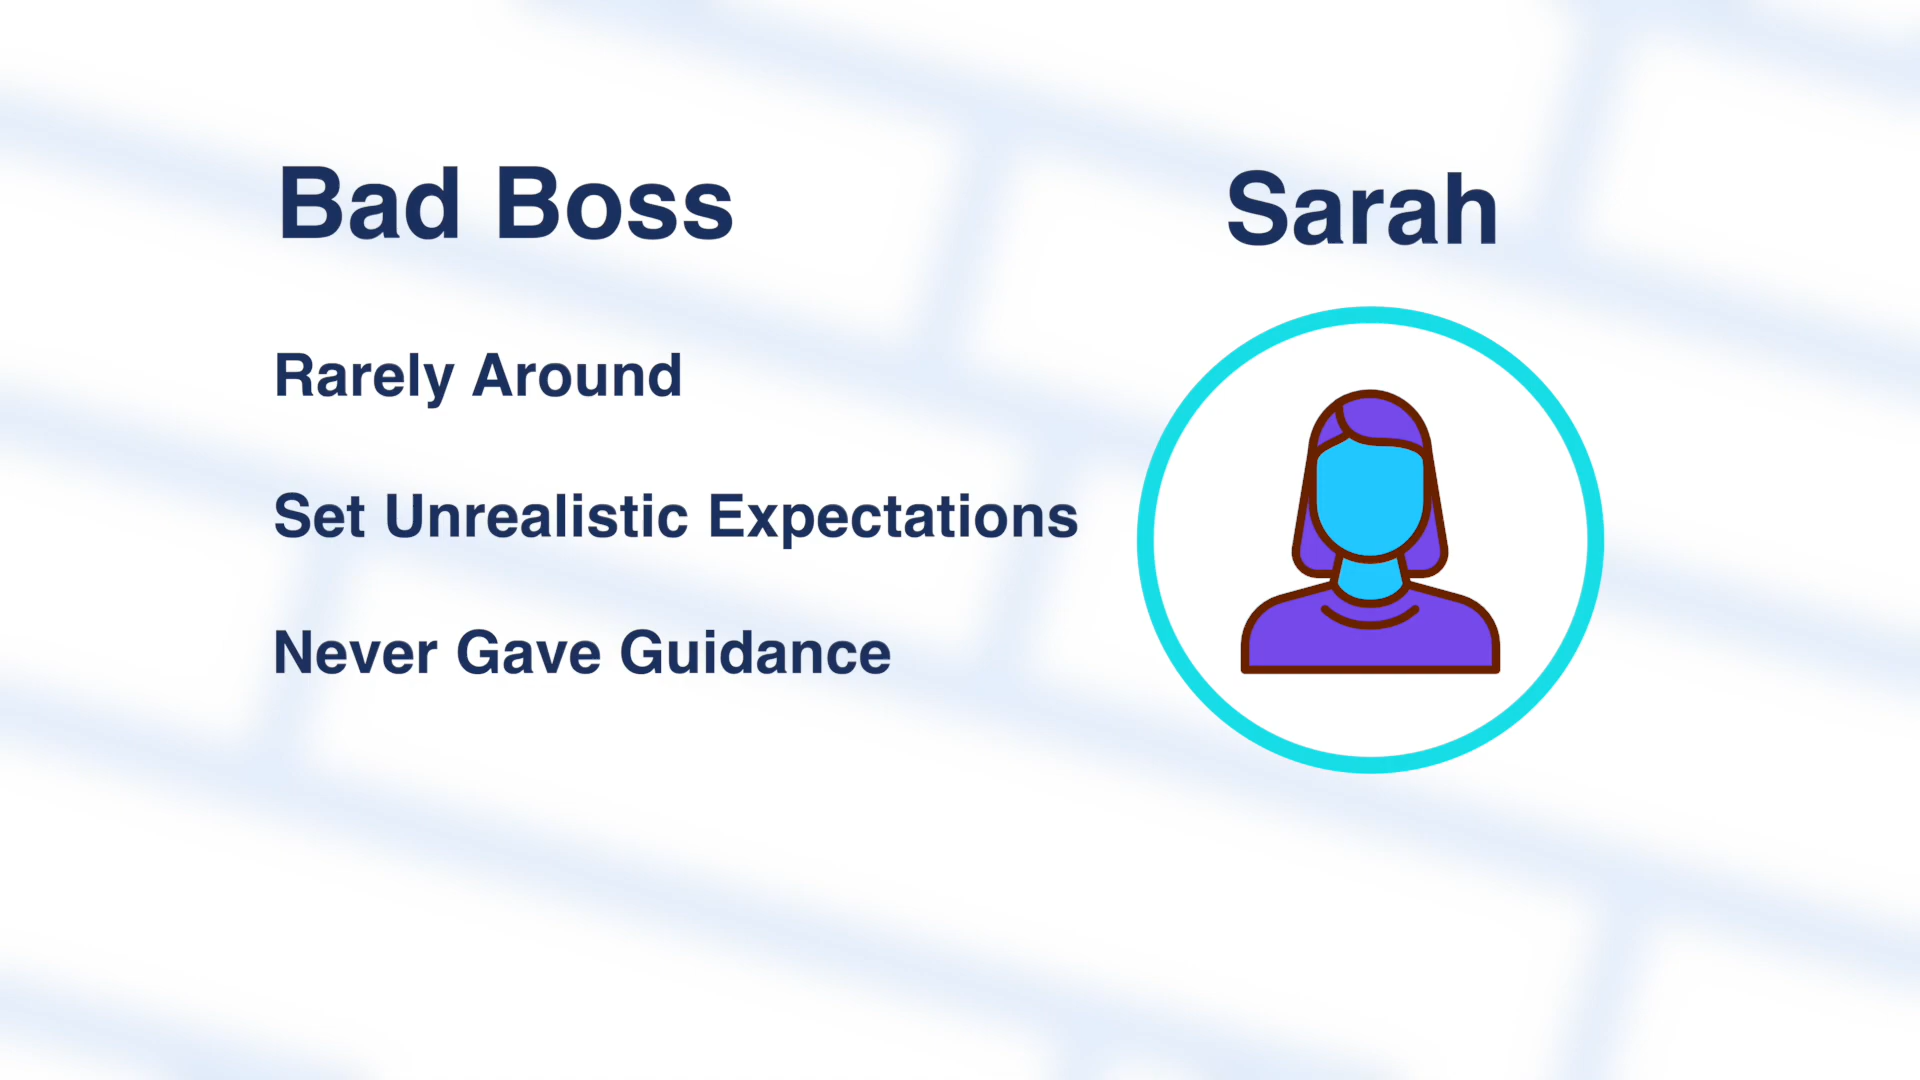 Bad Boss
Sarah
Rarely Around
Set Unrealistic Expectations
Never Gave Guidance